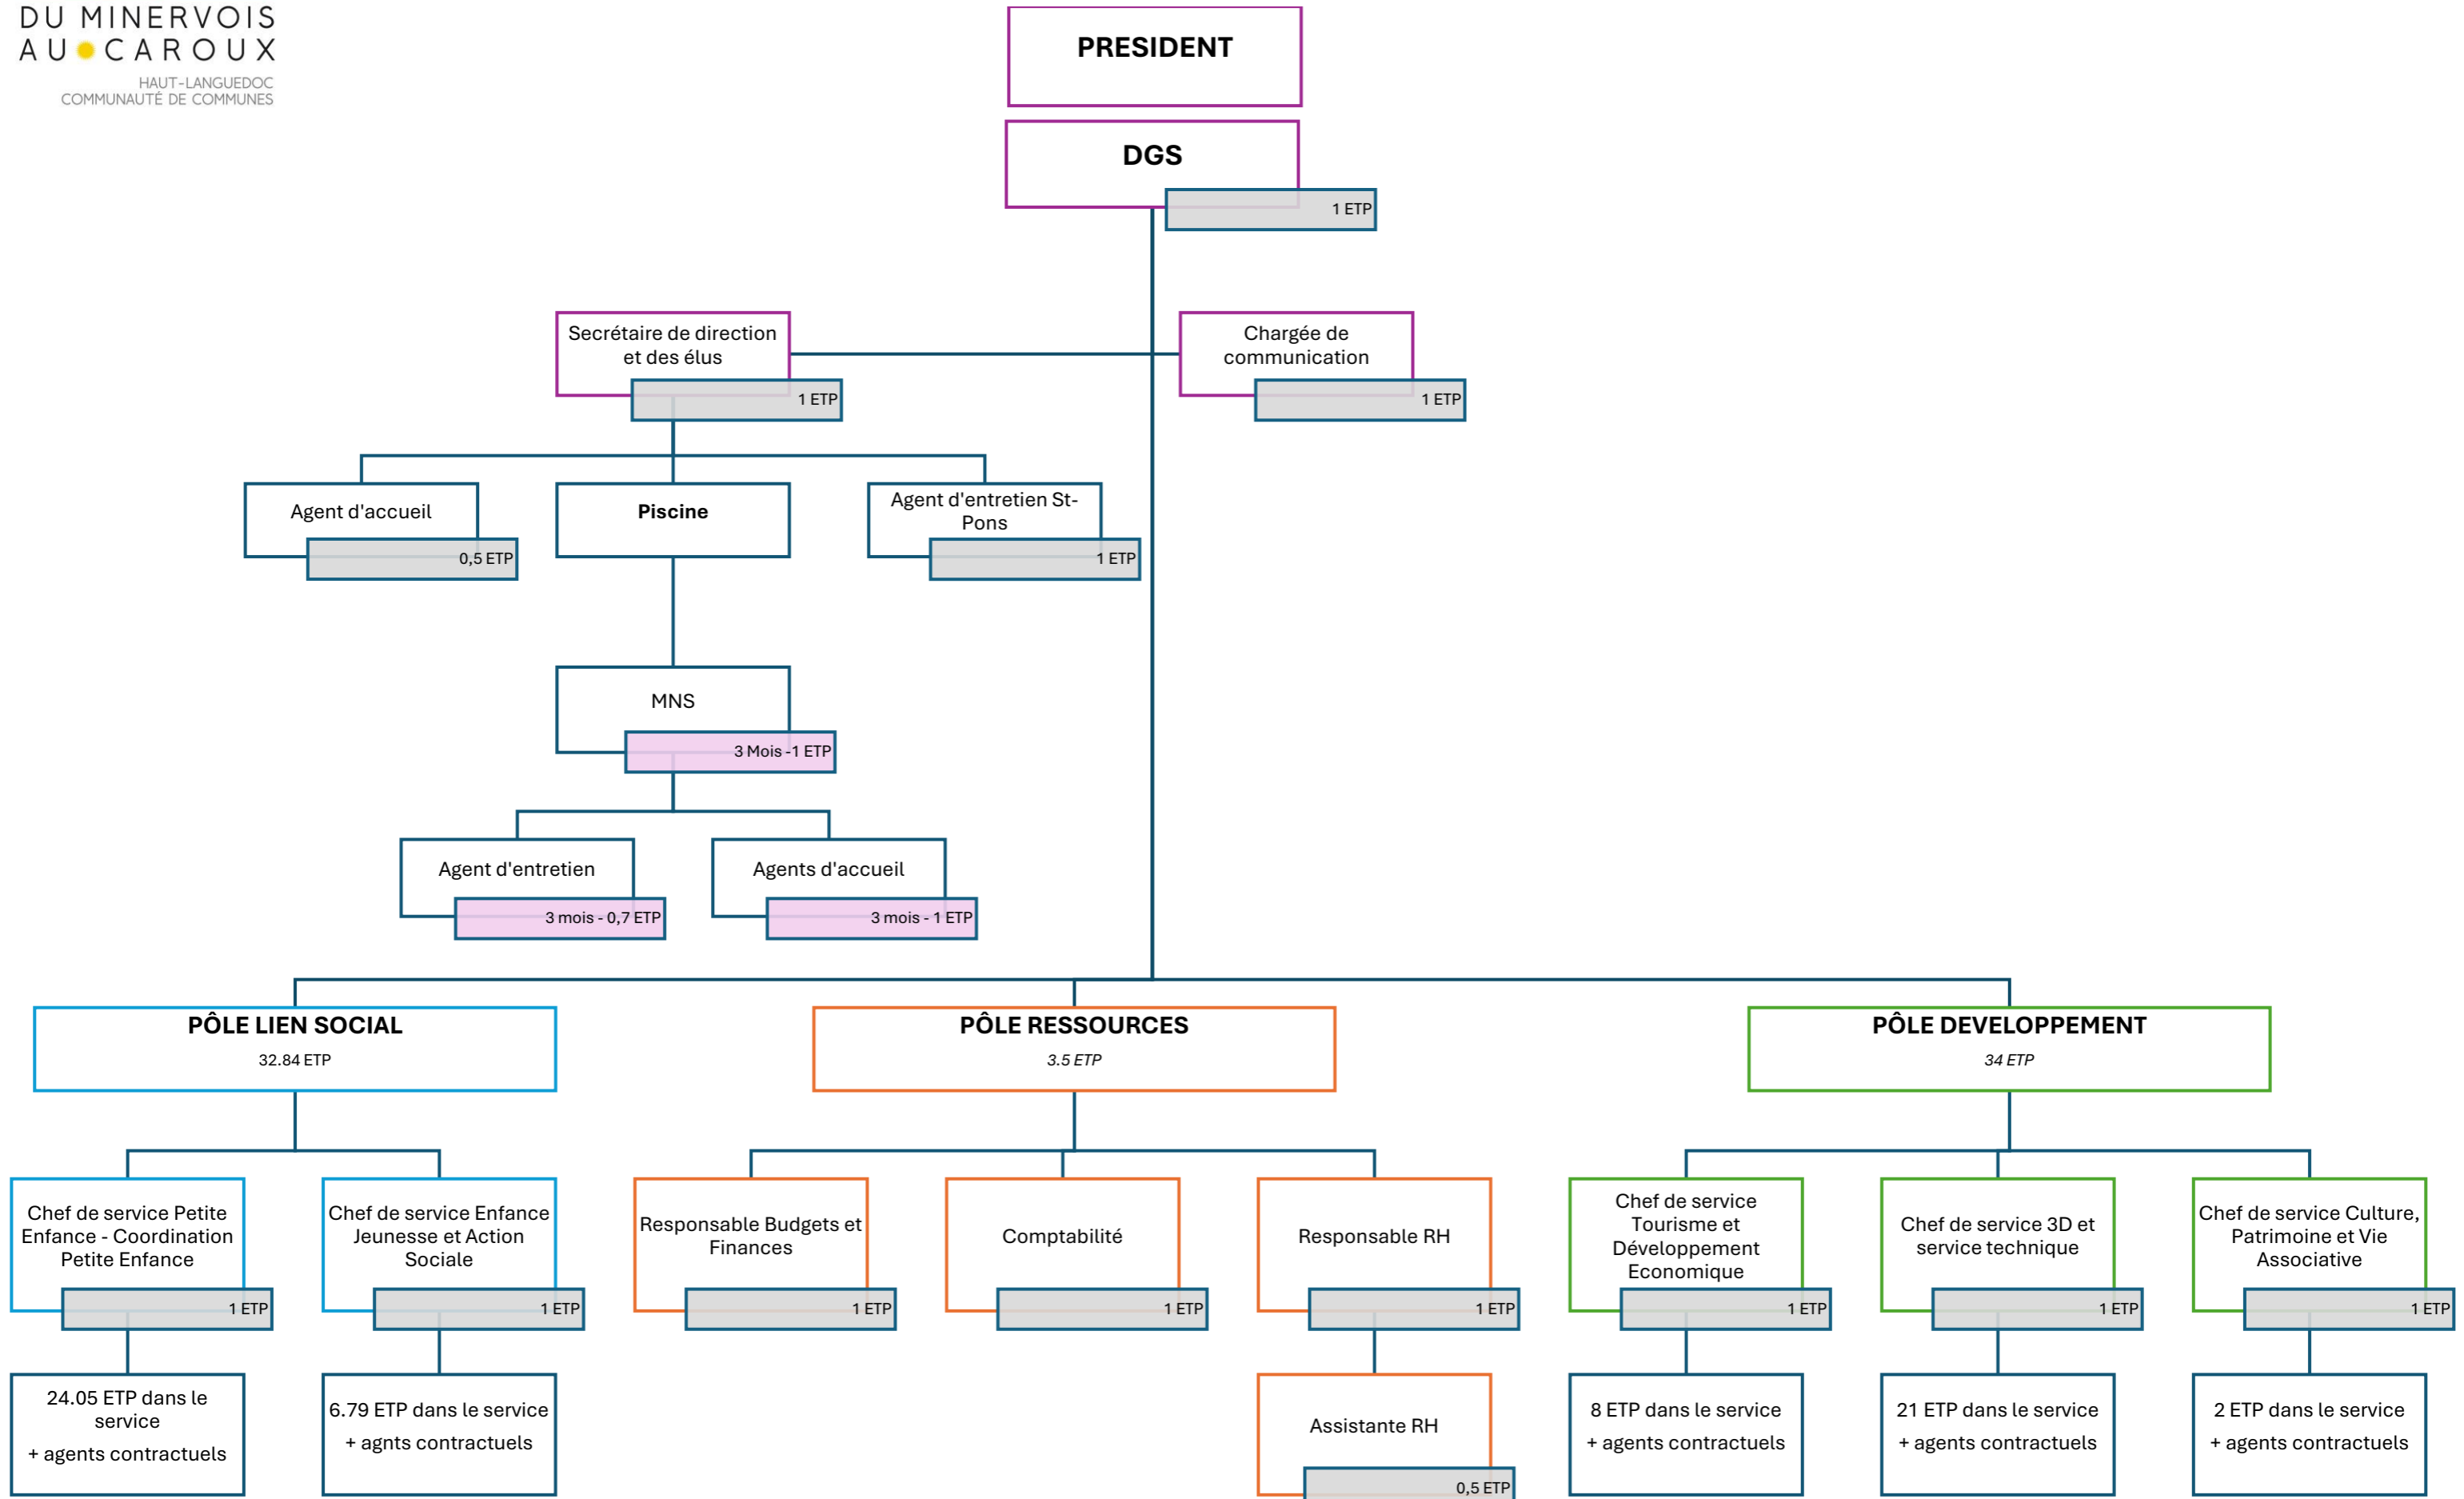 DU MINERVOIS
AU CAROUX
HAUT-LANGUEDOC
COMMUNAUTÉ DE COMMUNES
PRESIDENT
DGS
1 ETP
Secrétaire de direction
et des élus
1 ETP
Chargée de
communication
1 ETP
Agent d'accueil
0,5 ETP
Piscine
Agent d'entretien St-
Pons
1 ETP
MNS
3 Mois -1 ETP
Agent d'entretien
3 mois - 0,7 ETP
Agents d'accueil
3 mois - 1 ETP
PÔLE LIEN SOCIAL
32.84 ETP
PÔLE RESSOURCES
3.5 ETP
PÔLE DEVELOPPEMENT
34 ETP
Chef de service Petite
Enfance - Coordination
Petite Enfance
1 ETP
Chef de service Enfance
Jeunesse et Action
Sociale
1 ETP
Responsable Budgets et
Finances
1 ETP
Comptabilité
1 ETP
Responsable RH
1 ETP
Chef de service
Tourisme et
Développement
Economique
1 ETP
Chef de service 3D et
service technique
1 ETP
Chef de service Culture,
Patrimoine et Vie
Associative
1 ETP
24.05 ETP dans le
service
+ agents contractuels
6.79 ETP dans le service
+ agnts contractuels
Assistante RH
0,5 ETP
8 ETP dans le service
+ agents contractuels
21 ETP dans le service
+ agents contractuels
2 ETP dans le service
+ agents contractuels